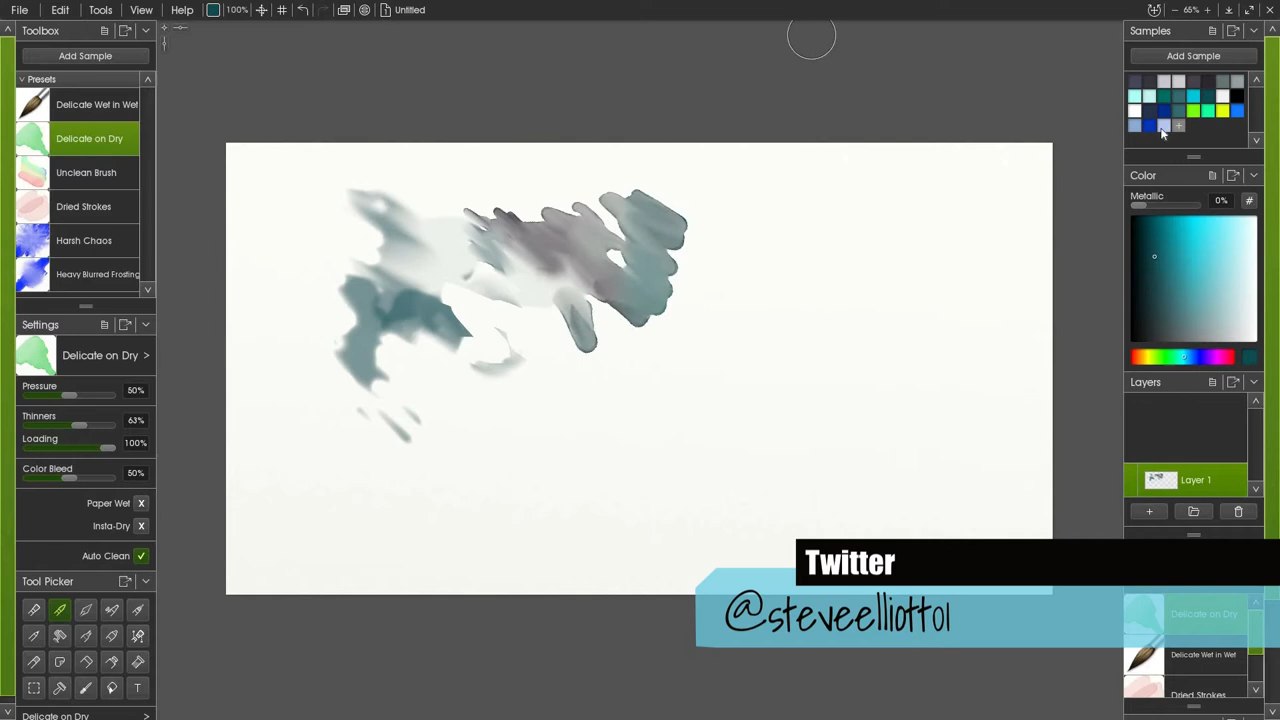 File Edit Tools View Help 100% Untitled 65%
Toolbox
Add Sample
Presets
Delicate Wet in Wet
Delicate on Dry
Unclean Brush
Dried Strokes
Harsh Chaos
Heavy Blurred Frosting
Settings
Delicate on Dry >
Pressure 50%
Thinners 63%
Loading 100%
Color Bleed 50%
Paper Wet X
Insta-Dry X
Auto Clean
Tool Picker
T
Delicate on Dry >
Samples
Add Sample
Color
Metallic 0% #
Layers
Layer 1
Twitter
@steveelliott01
Delicate on Dry
Delicate Wet in Wet
Dried Strokes